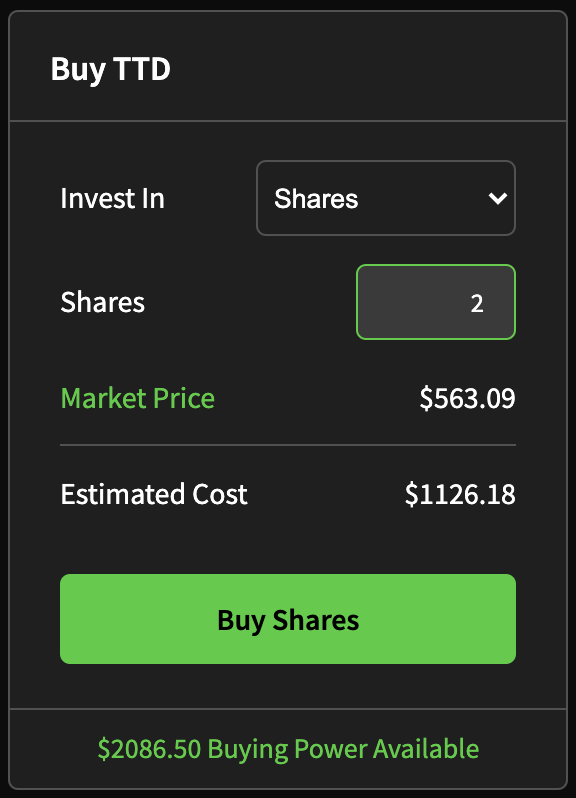 Buy TTD
Invest In Shares
Shares 2
Market Price $563.09
Estimated Cost $1126.18
Buy Shares
$2086.50 Buying Power Available